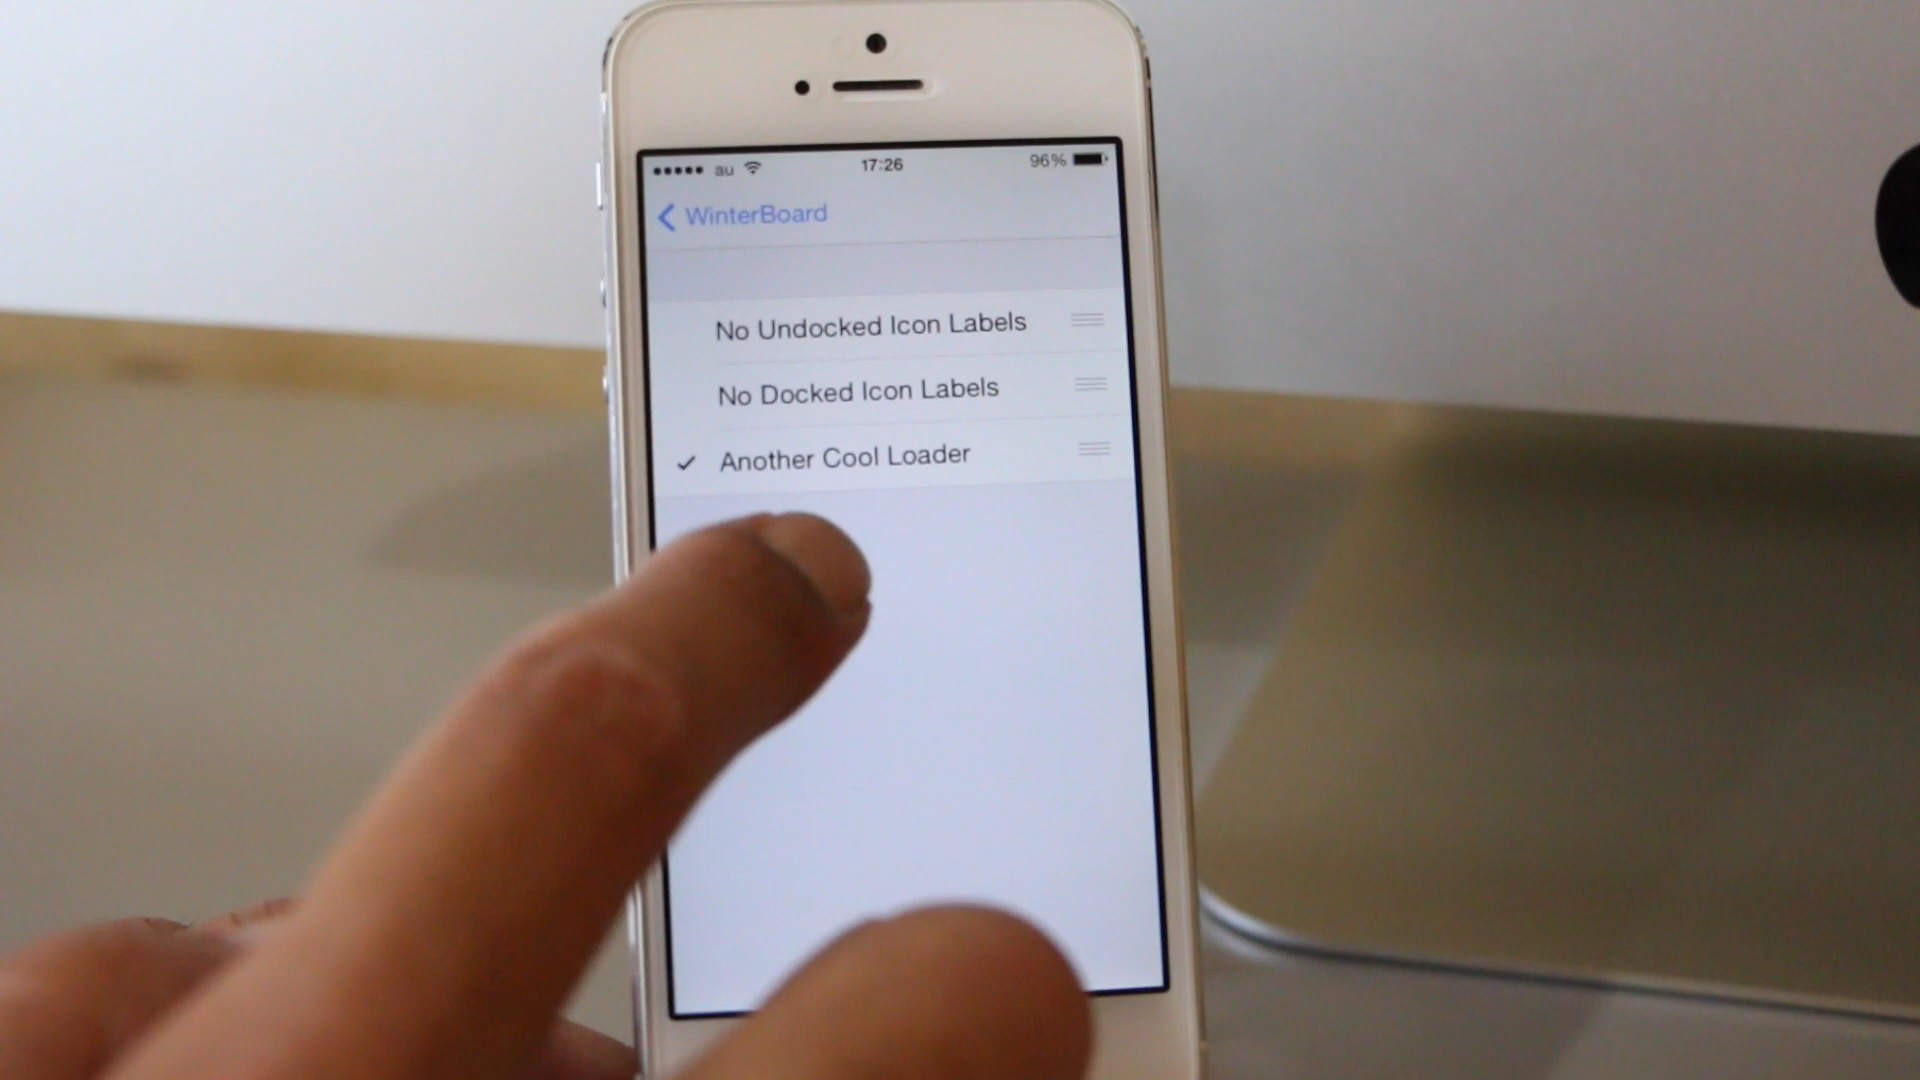 au 17:26 96%
WinterBoard
No Undocked Icon Labels
No Docked Icon Labels
Another Cool Loader